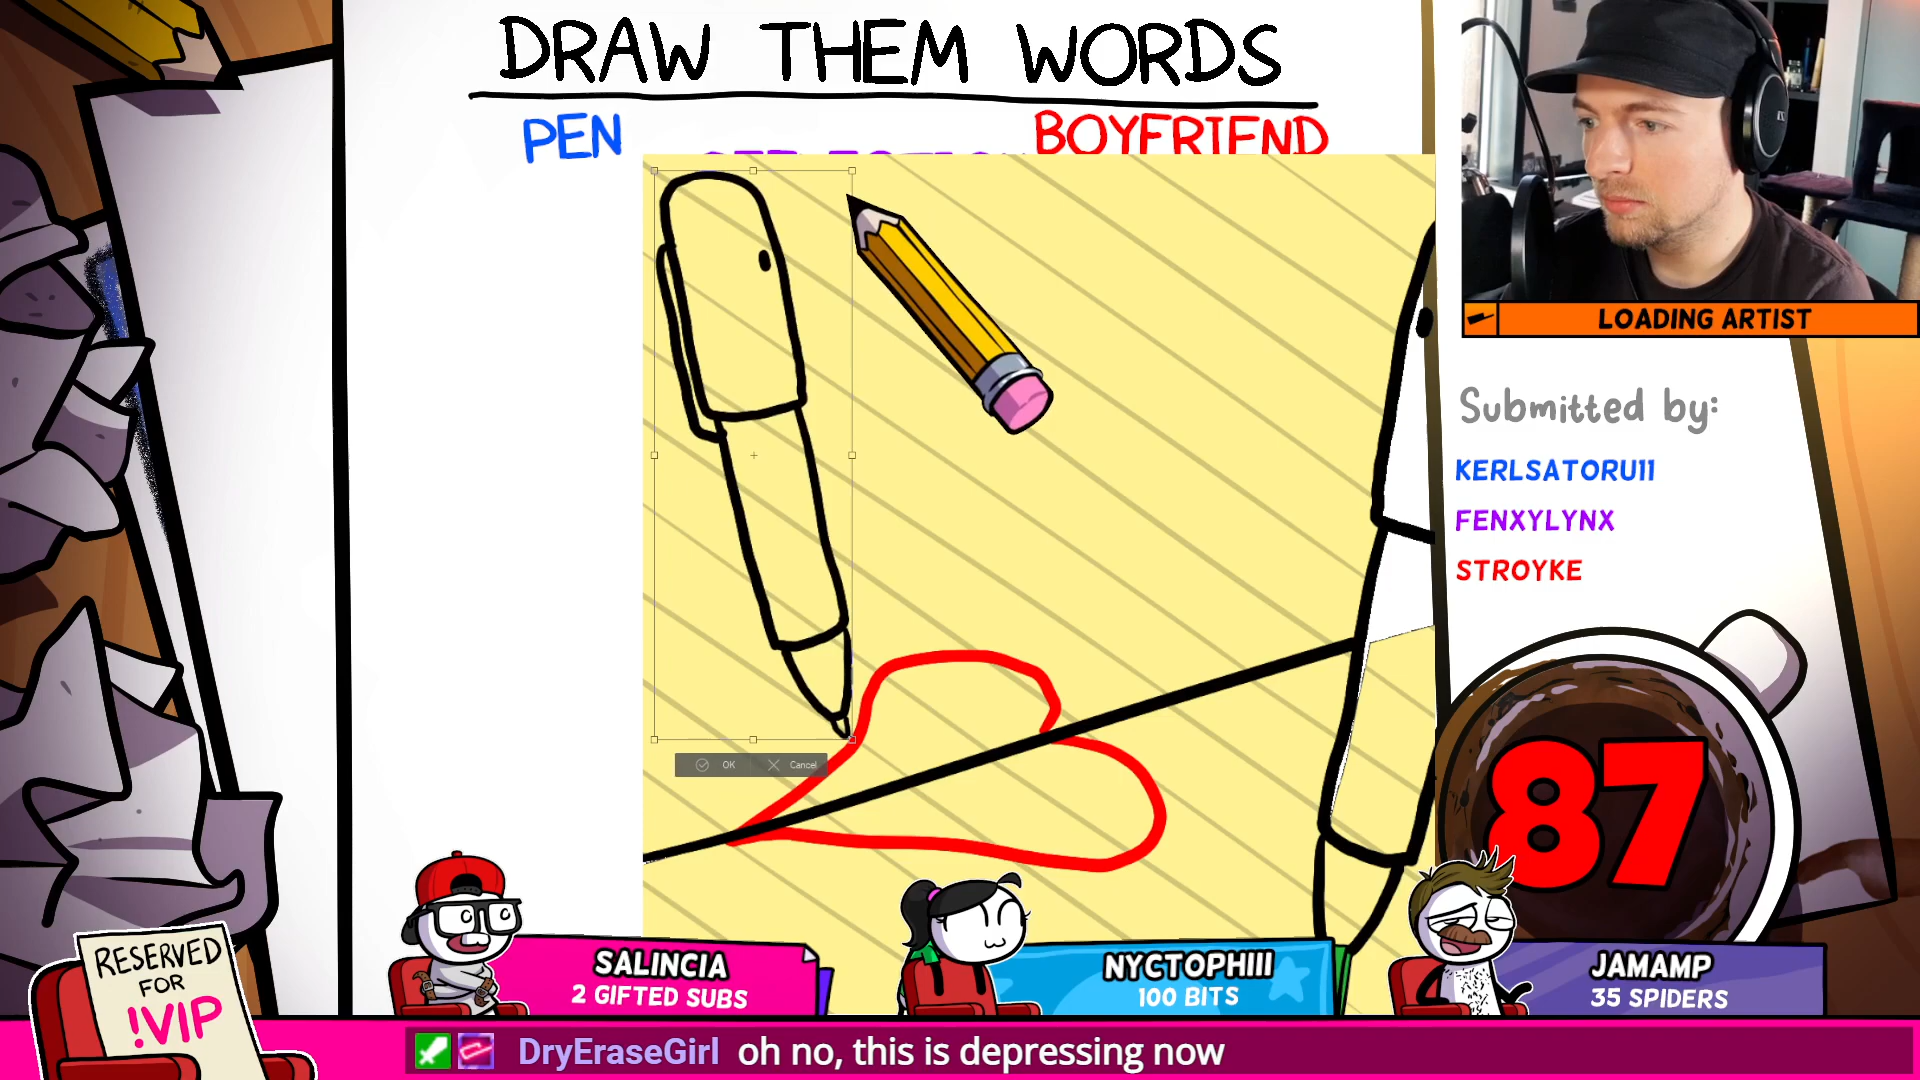 DRAW THEM WORDS
PEN
BOYFRIEND
LOADING ARTIST
Submitted by:
KERLSATORU11
FENXYLYNX
STROYKE
87
OK Cancel
RESERVED
FOR
!VIP
SALINCIA
2 GIFTED SUBS
NYCTOPHIII
100 BITS
JAMAMP
35 SPIDERS
DryEraseGirl oh no, this is depressing now